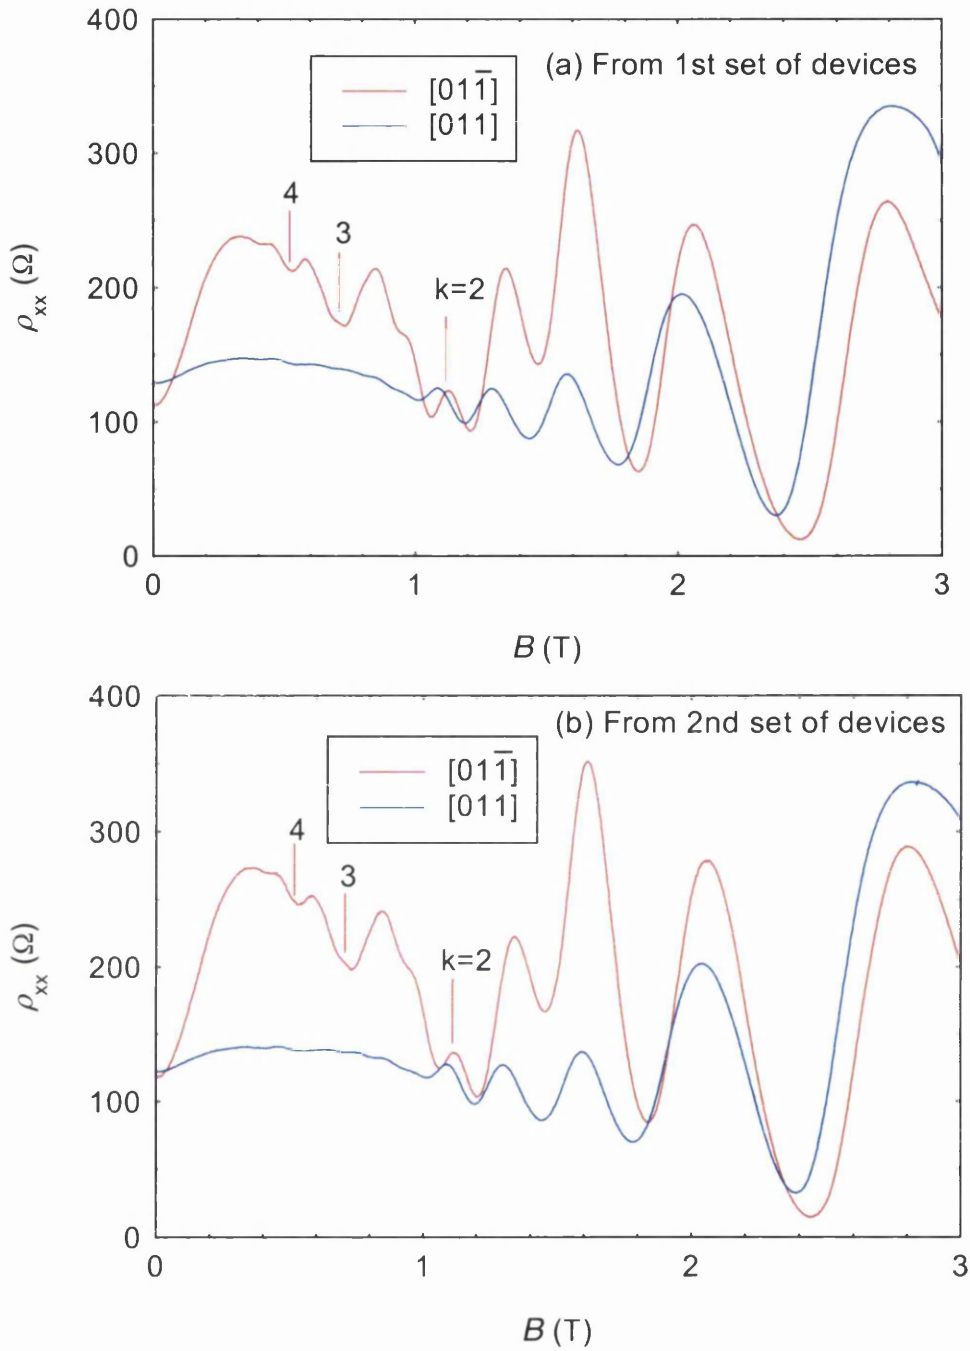 400
(a) From 1st set of devices
[011̅]
[011]
300
4
3
k=2
200
100
0
ρxx (Ω)
0 1 2 3
B (T)
400
(b) From 2nd set of devices
[011̅]
[011]
300
4
3
k=2
200
100
0
ρxx (Ω)
0 1 2 3
B (T)